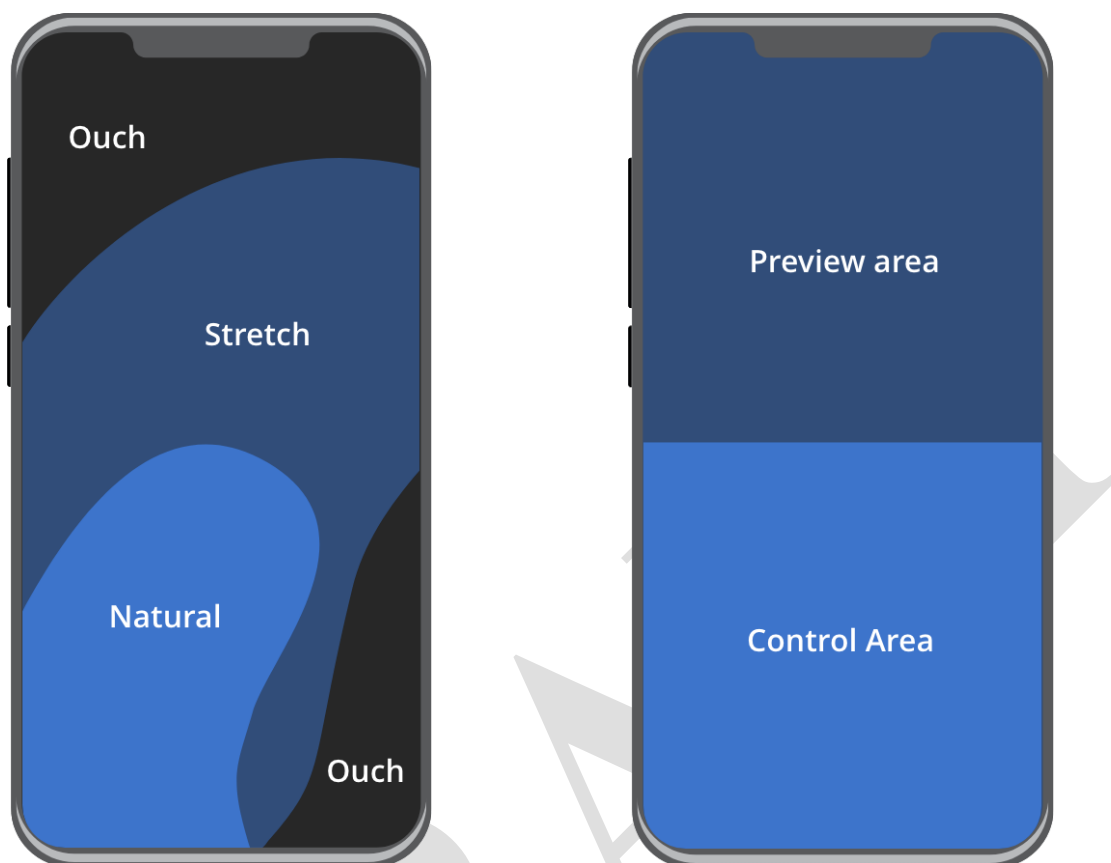 Ouch
Stretch
Natural
Ouch
Preview area
Control Area